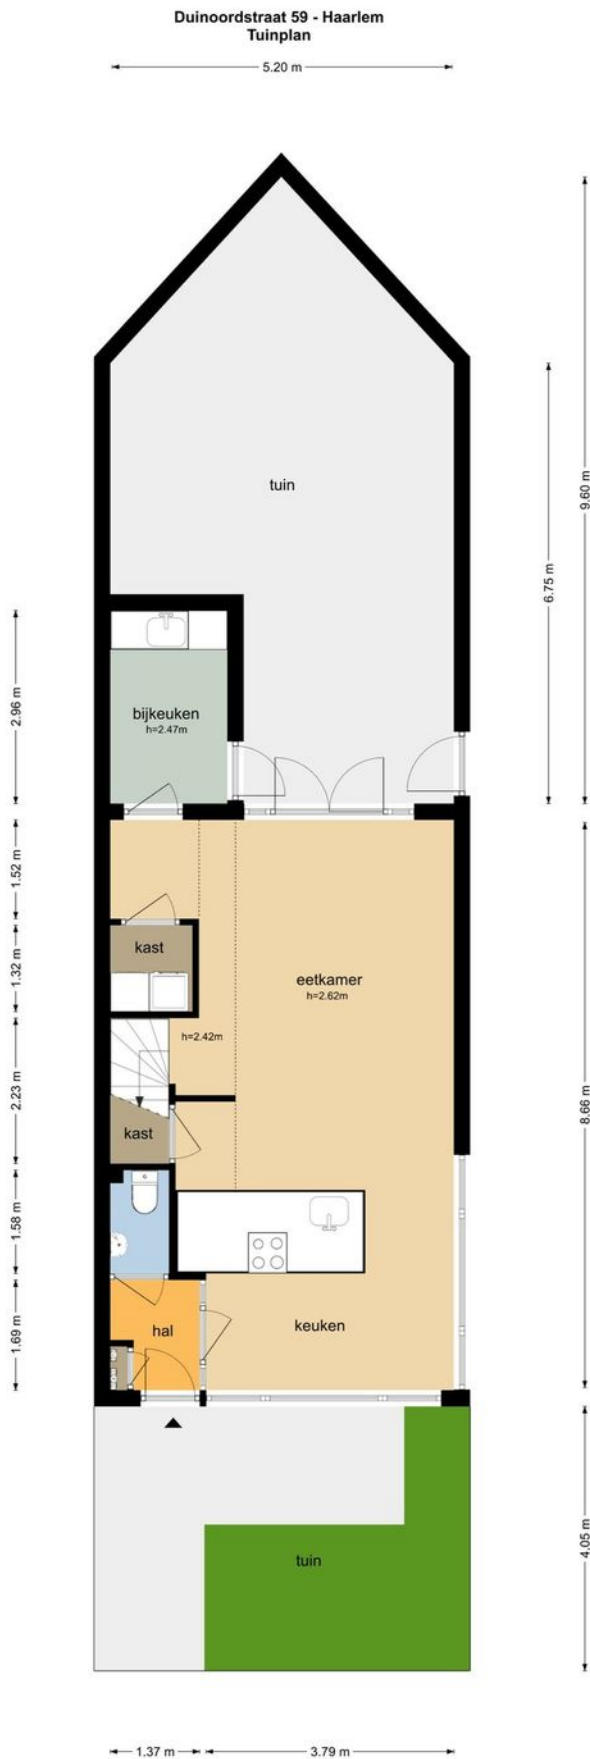 Duinoordstraat 59 - Haarlem
Tuinplan
5.20 m
tuin
9.60 m
6.75 m
2.96 m
bijkeuken
h=2.47m
1.52 m
kast
1.32 m
eetkamer
h=2.62m
h=2.42m
2.23 m
8.66 m
kast
1.58 m
hal
keuken
1.69 m
tuin
4.05 m
1.37 m
3.79 m